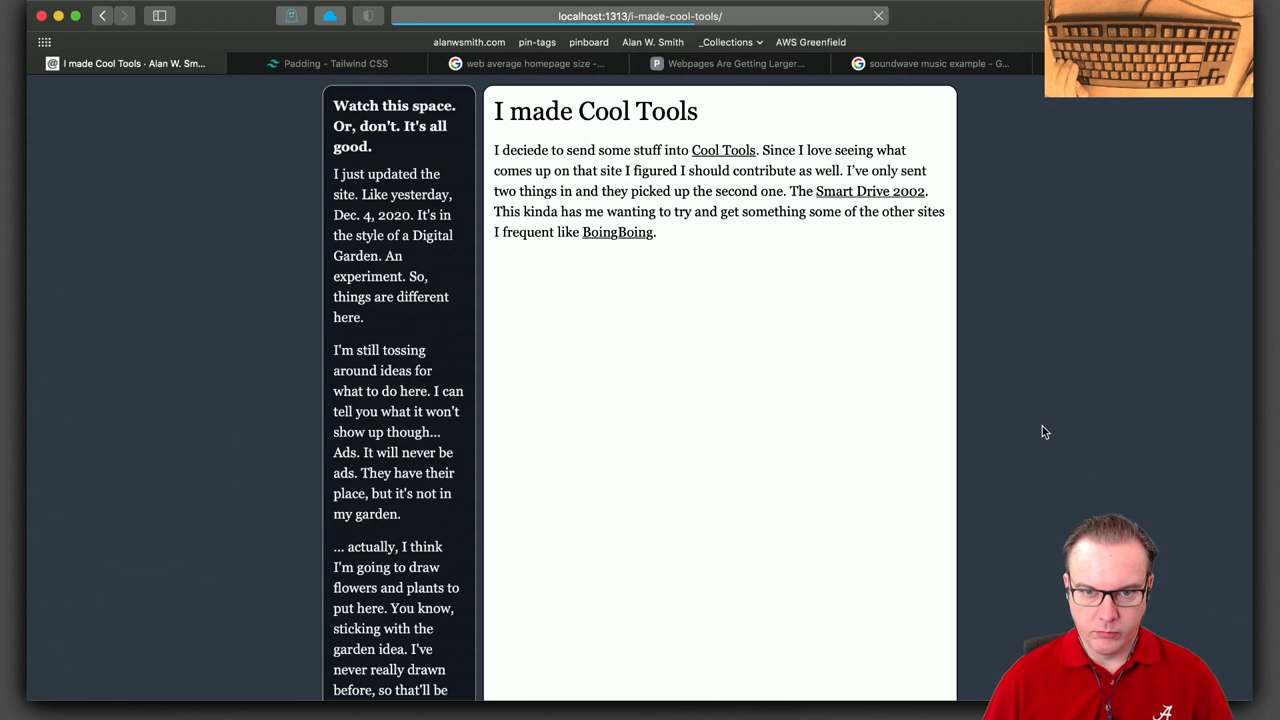 localhost:1313/i-made-cool-tools/
alanwsmith.com
pin-tags
pinboard
Alan W. Smith
_Collections
AWS Greenfield
I made Cool Tools · Alan W. Sm...
Padding - Tailwind CSS
web average homepage size -...
P
Webpages Are Getting Larger...
soundwave music example - G...
Watch this space.
Or, don't. It's all
good.
I just updated the
site. Like yesterday,
Dec. 4, 2020. It's in
the style of a Digital
Garden. An
experiment. So,
things are different
here.
I'm still tossing
around ideas for
what to do here. I can
tell you what it won't
show up though...
Ads. It will never be
ads. They have their
place, but it's not in
my garden.
... actually, I think
I'm going to draw
flowers and plants to
put here. You know,
sticking with the
garden idea. I've
never really drawn
before, so that'll be
I made Cool Tools
I deciede to send some stuff into Cool Tools. Since I love seeing what
comes up on that site I figured I should contribute as well. I've only sent
two things in and they picked up the second one. The Smart Drive 2002.
This kinda has me wanting to try and get something some of the other sites
I frequent like BoingBoing.
A